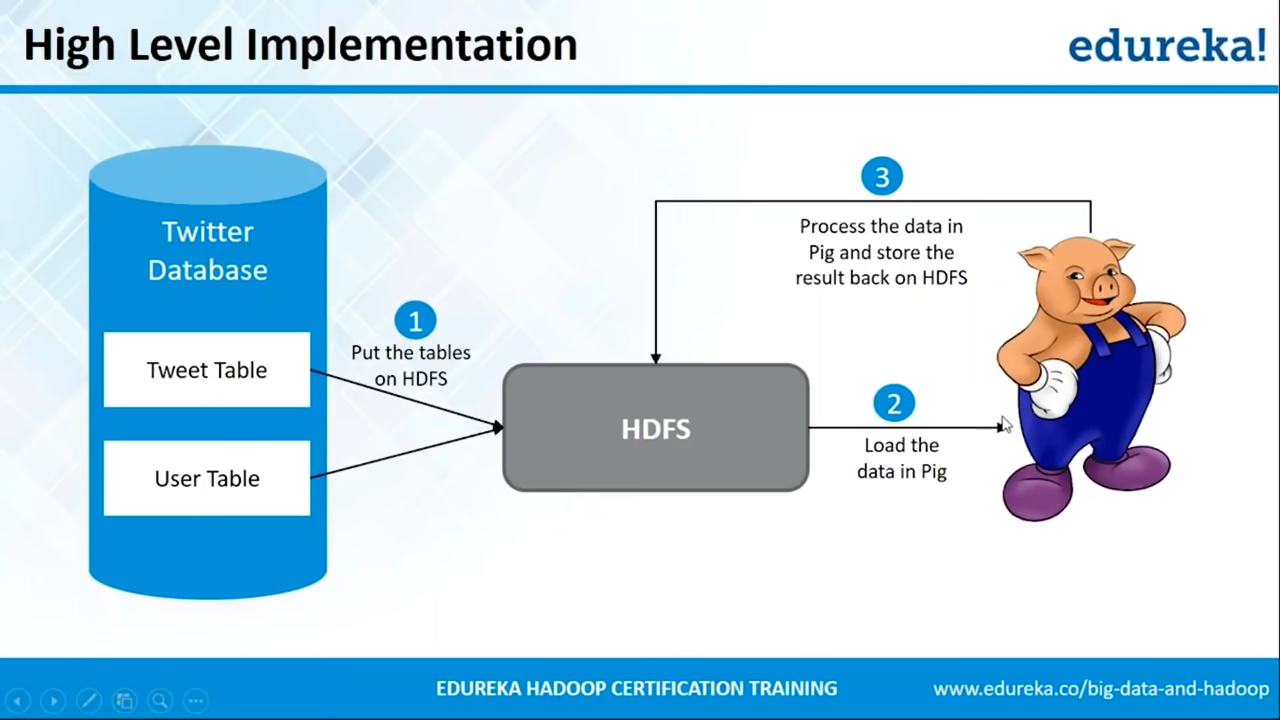 High Level Implementation
edureka!
Twitter
Database
Tweet Table
User Table
1
Put the tables
on HDFS
HDFS
2
Load the
data in Pig
3
Process the data in
Pig and store the
result back on HDFS
EDUREKA HADOOP CERTIFICATION TRAINING
www.edureka.co/big-data-and-hadoop